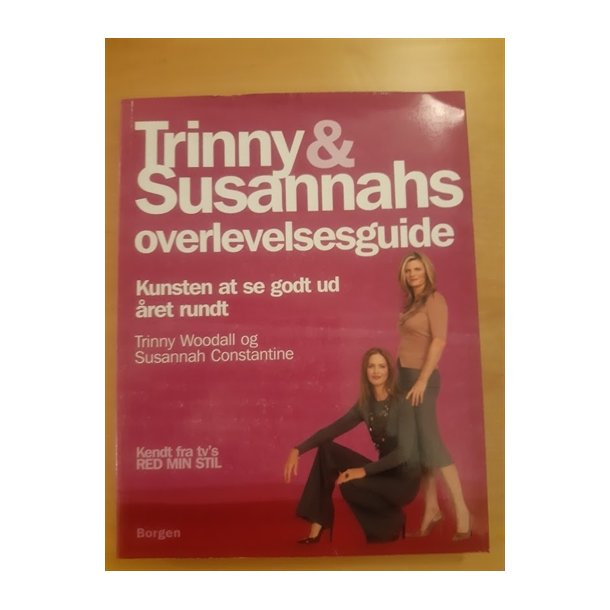 Trinny &
Susannahs
overlevelsesguide
Kunsten at se godt ud
året rundt
Trinny Woodall og
Susannah Constantine
Kendt fra tv's
RED MIN STIL
Borgen